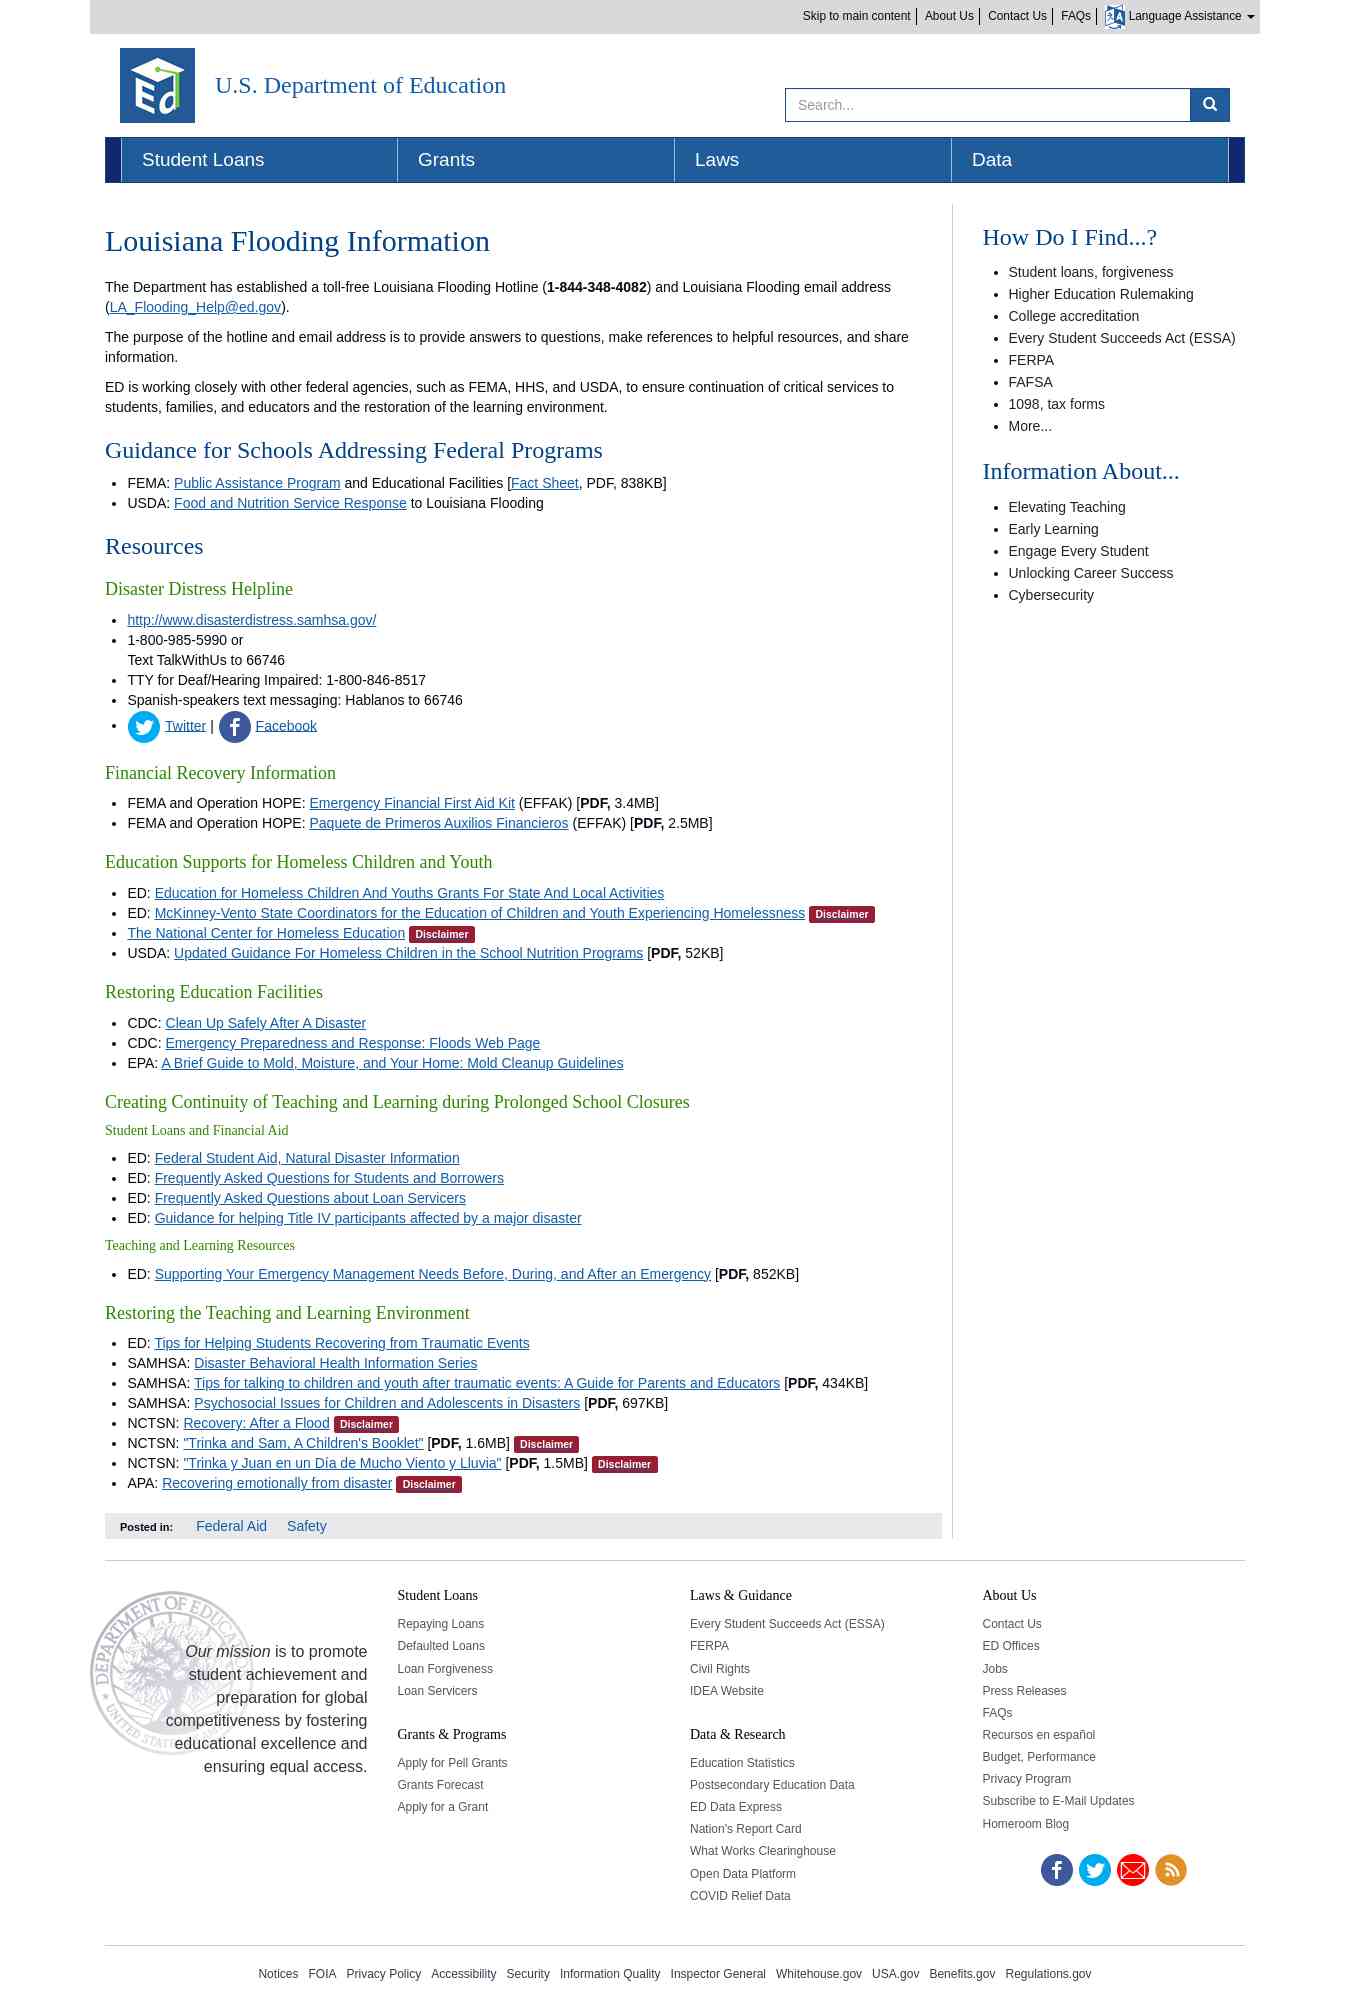 Skip to main content About Us Contact Us FAQs Language Assistance
Ed
U.S. Department of Education
Search...
Student Loans Grants Laws Data
Louisiana Flooding Information
The Department has established a toll-free Louisiana Flooding Hotline (1-844-348-4082) and Louisiana Flooding email address
(LA_Flooding_Help@ed.gov).
The purpose of the hotline and email address is to provide answers to questions, make references to helpful resources, and share
information.
ED is working closely with other federal agencies, such as FEMA, HHS, and USDA, to ensure continuation of critical services to
students, families, and educators and the restoration of the learning environment.
Guidance for Schools Addressing Federal Programs
FEMA: Public Assistance Program and Educational Facilities [Fact Sheet, PDF, 838KB]
USDA: Food and Nutrition Service Response to Louisiana Flooding
Resources
Disaster Distress Helpline
http://www.disasterdistress.samhsa.gov/
1-800-985-5990 or
Text TalkWithUs to 66746
TTY for Deaf/Hearing Impaired: 1-800-846-8517
Spanish-speakers text messaging: Hablanos to 66746
Twitter | Facebook
Financial Recovery Information
FEMA and Operation HOPE: Emergency Financial First Aid Kit (EFFAK) [PDF, 3.4MB]
FEMA and Operation HOPE: Paquete de Primeros Auxilios Financieros (EFFAK) [PDF, 2.5MB]
Education Supports for Homeless Children and Youth
ED: Education for Homeless Children And Youths Grants For State And Local Activities
ED: McKinney-Vento State Coordinators for the Education of Children and Youth Experiencing Homelessness Disclaimer
The National Center for Homeless Education Disclaimer
USDA: Updated Guidance For Homeless Children in the School Nutrition Programs [PDF, 52KB]
Restoring Education Facilities
CDC: Clean Up Safely After A Disaster
CDC: Emergency Preparedness and Response: Floods Web Page
EPA: A Brief Guide to Mold, Moisture, and Your Home: Mold Cleanup Guidelines
Creating Continuity of Teaching and Learning during Prolonged School Closures
Student Loans and Financial Aid
ED: Federal Student Aid, Natural Disaster Information
ED: Frequently Asked Questions for Students and Borrowers
ED: Frequently Asked Questions about Loan Servicers
ED: Guidance for helping Title IV participants affected by a major disaster
Teaching and Learning Resources
ED: Supporting Your Emergency Management Needs Before, During, and After an Emergency [PDF, 852KB]
Restoring the Teaching and Learning Environment
ED: Tips for Helping Students Recovering from Traumatic Events
SAMHSA: Disaster Behavioral Health Information Series
SAMHSA: Tips for talking to children and youth after traumatic events: A Guide for Parents and Educators [PDF, 434KB]
SAMHSA: Psychosocial Issues for Children and Adolescents in Disasters [PDF, 697KB]
NCTSN: Recovery: After a Flood Disclaimer
NCTSN: "Trinka and Sam, A Children's Booklet" [PDF, 1.6MB] Disclaimer
NCTSN: "Trinka y Juan en un Día de Mucho Viento y Lluvia" [PDF, 1.5MB] Disclaimer
APA: Recovering emotionally from disaster Disclaimer
Posted in: Federal Aid Safety
How Do I Find...?
Student loans, forgiveness
Higher Education Rulemaking
College accreditation
Every Student Succeeds Act (ESSA)
FERPA
FAFSA
1098, tax forms
More...
Information About...
Elevating Teaching
Early Learning
Engage Every Student
Unlocking Career Success
Cybersecurity
Our mission is to promote
student achievement and
preparation for global
competitiveness by fostering
educational excellence and
ensuring equal access.
Student Loans
Repaying Loans
Defaulted Loans
Loan Forgiveness
Loan Servicers
Grants & Programs
Apply for Pell Grants
Grants Forecast
Apply for a Grant
Laws & Guidance
Every Student Succeeds Act (ESSA)
FERPA
Civil Rights
IDEA Website
Data & Research
Education Statistics
Postsecondary Education Data
ED Data Express
Nation's Report Card
What Works Clearinghouse
Open Data Platform
COVID Relief Data
About Us
Contact Us
ED Offices
Jobs
Press Releases
FAQs
Recursos en español
Budget, Performance
Privacy Program
Subscribe to E-Mail Updates
Homeroom Blog
Notices FOIA Privacy Policy Accessibility Security Information Quality Inspector General Whitehouse.gov USA.gov Benefits.gov Regulations.gov